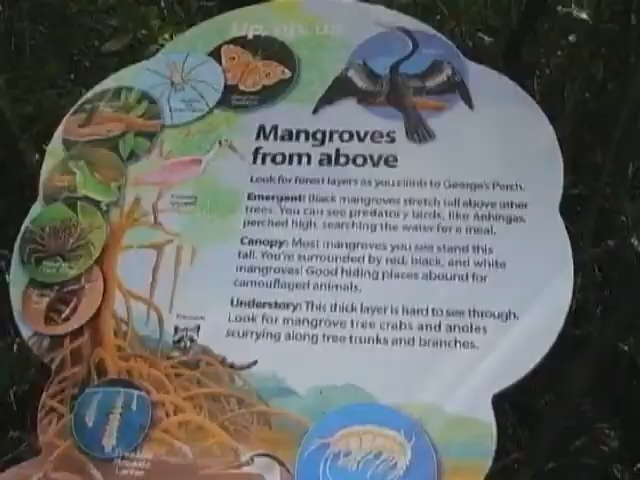 Up, up, up
Mangroves
from above
Look for forest layers as you climb to George's Perch.
Emergent: Black mangroves stretch tall above other
trees. You can see predatory birds, like Anhingas,
perched high, searching the water for a meal.
Canopy: Most mangroves you see stand this
tall. You're surrounded by red, black, and white
mangroves! Good hiding places abound for
camouflaged animals.
Understory: This thick layer is hard to see through.
Look for mangrove tree crabs and anoles
scurrying along tree trunks and branches.
Raccoon